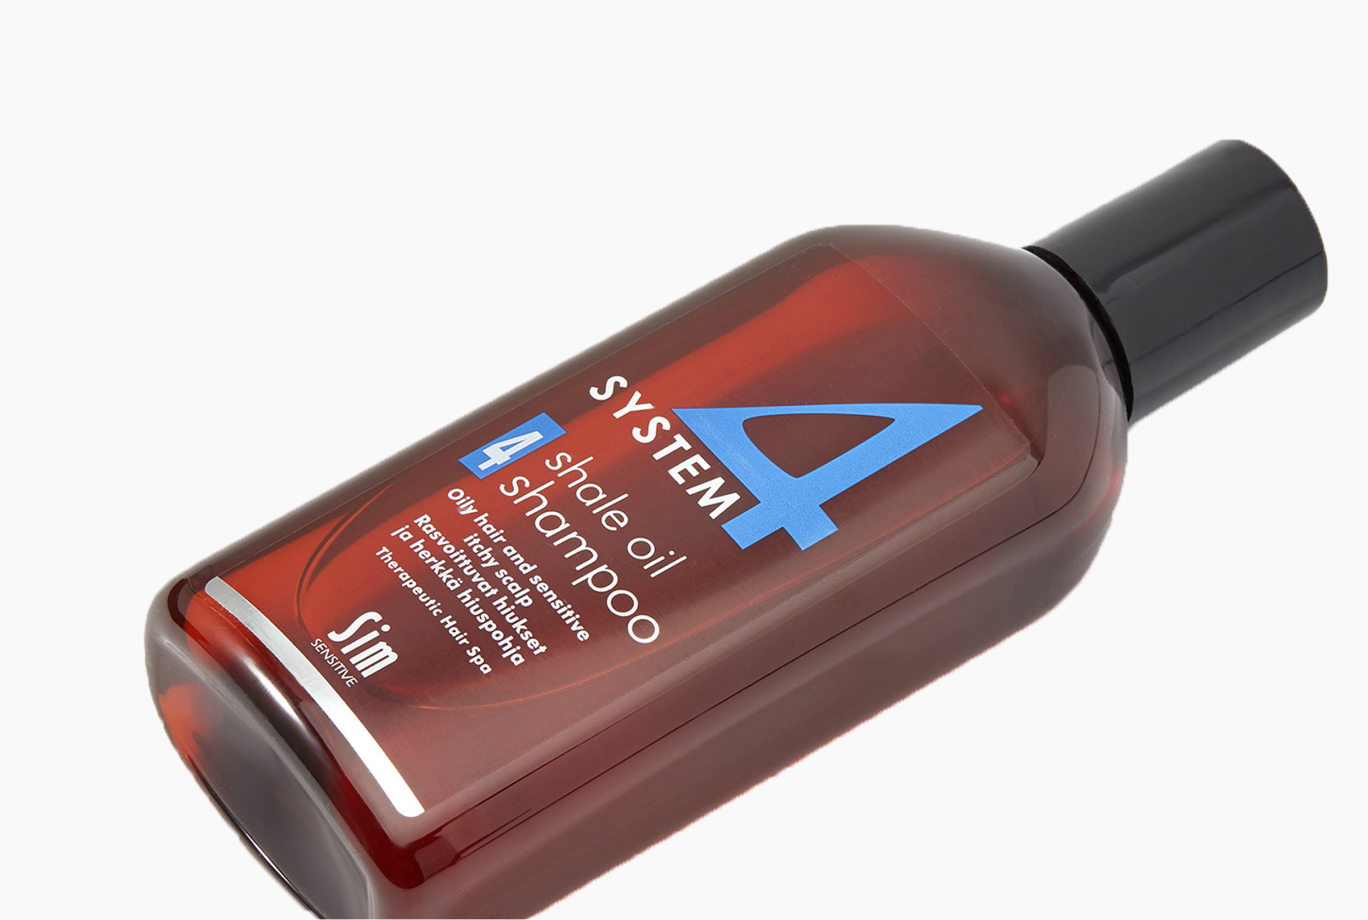 SYSTEM 4
4 shale oil
shampoo
Oily hair and sensitive
itchy scalp
Rasvoittuvat hiukset
ja herkkä hiuspohja
Therapeutic Hair Spa
Sim
SENSITIVE